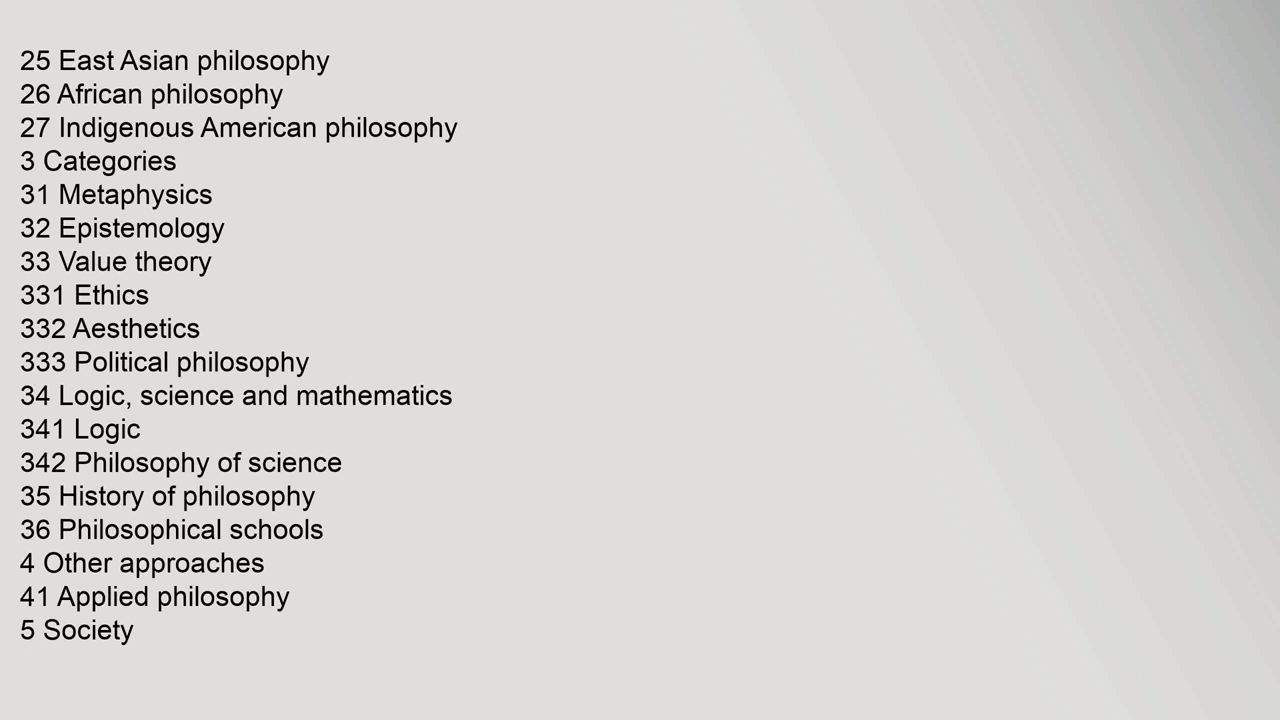 25 East Asian philosophy
26 African philosophy
27 Indigenous American philosophy
3 Categories
31 Metaphysics
32 Epistemology
33 Value theory
331 Ethics
332 Aesthetics
333 Political philosophy
34 Logic, science and mathematics
341 Logic
342 Philosophy of science
35 History of philosophy
36 Philosophical schools
4 Other approaches
41 Applied philosophy
5 Society